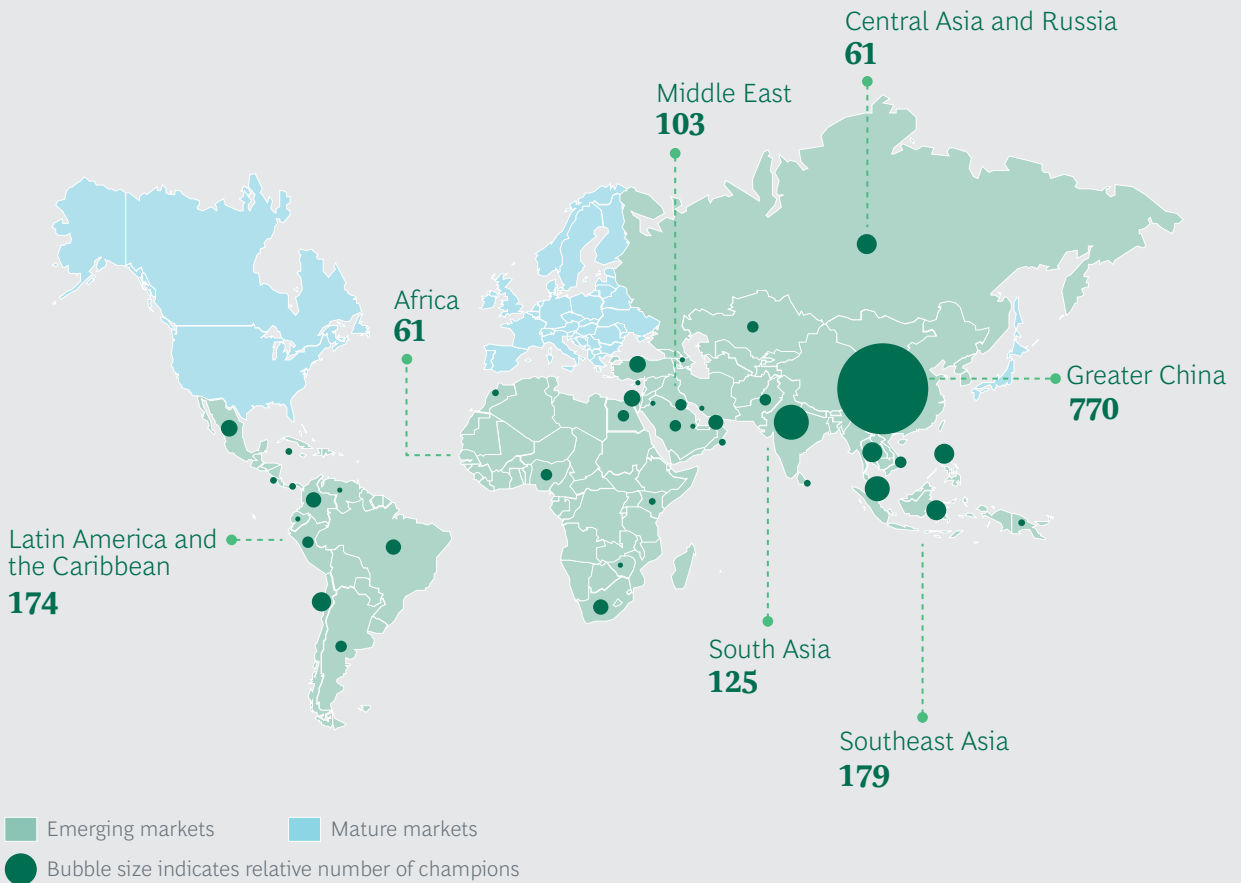 Central Asia and Russia
61
Middle East
103
Africa
61
Greater China
770
Latin America and
the Caribbean
174
South Asia
125
Southeast Asia
179
Emerging markets
Mature markets
Bubble size indicates relative number of champions